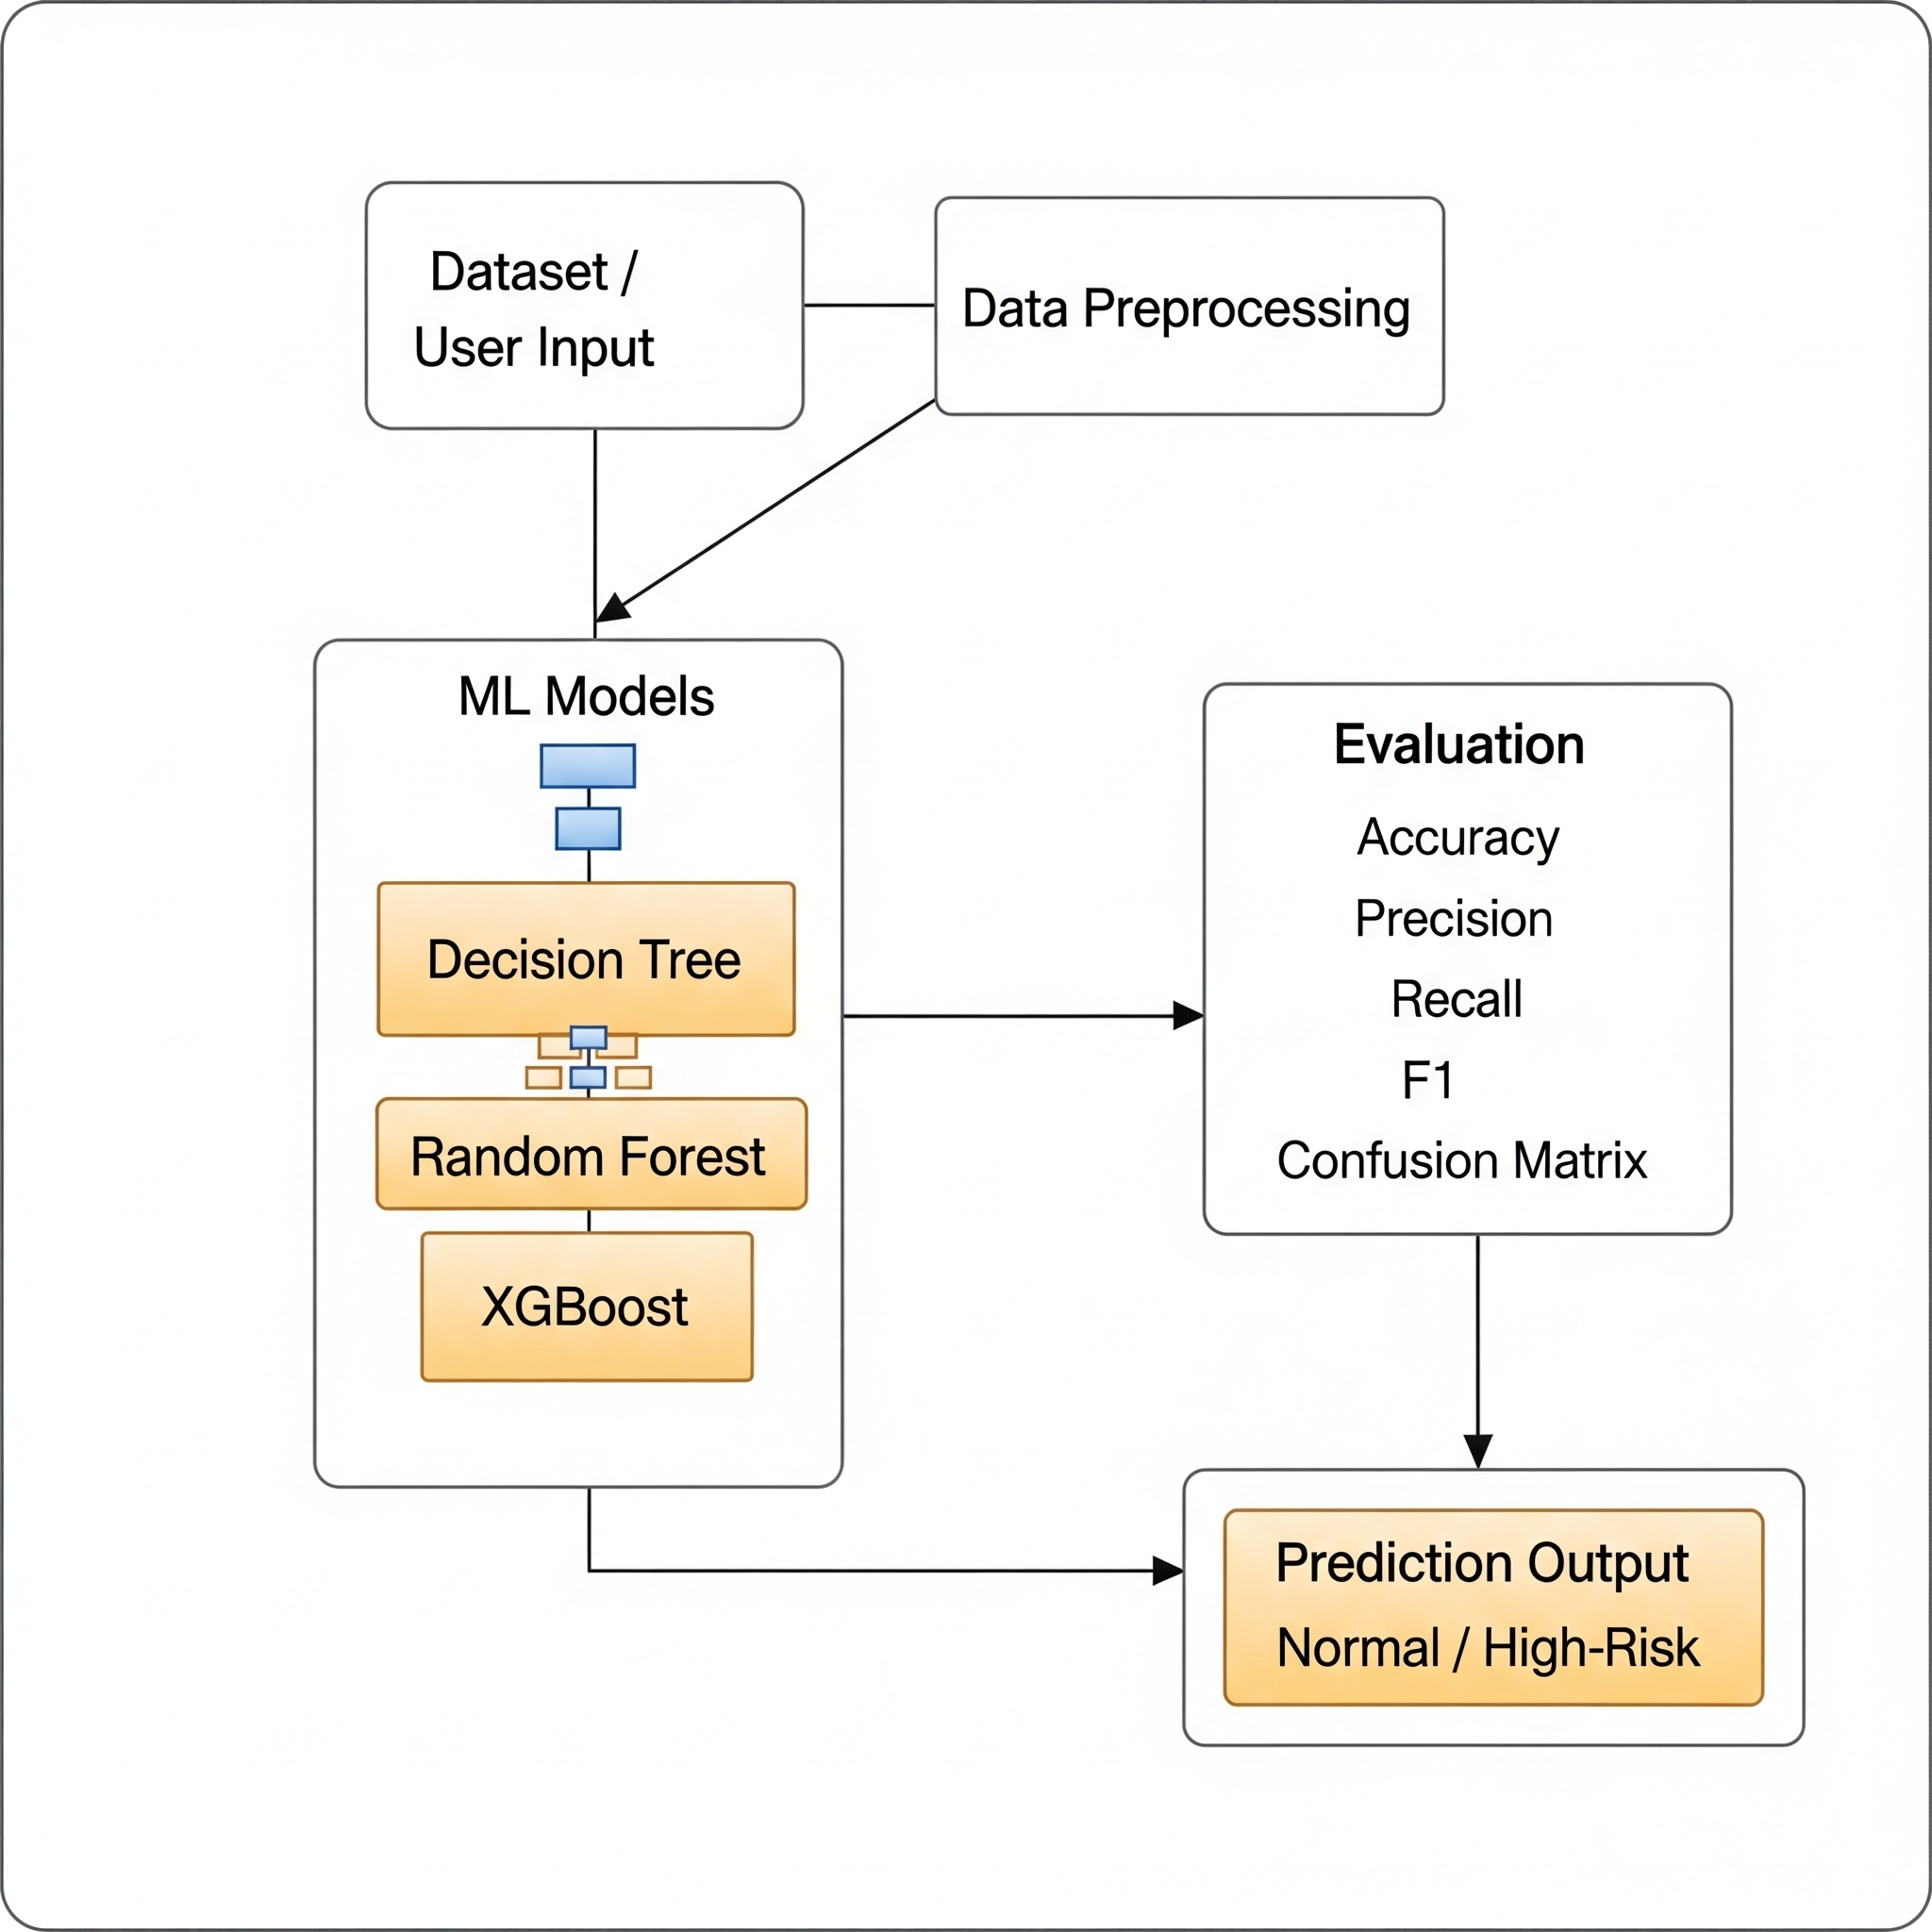 Dataset /
User Input
Data Preprocessing
ML Models
Decision Tree
Random Forest
XGBoost
Evaluation
Accuracy
Precision
Recall
F1
Confusion Matrix
Prediction Output
Normal / High-Risk